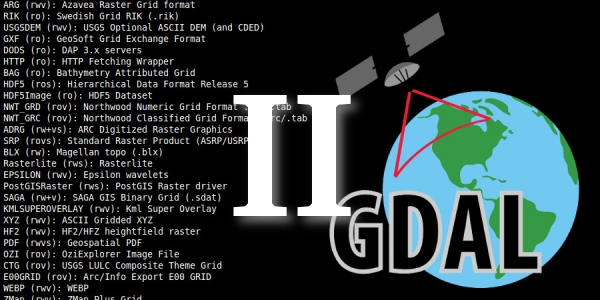 ARG (rwv): Azavea Raster Grid format
RIK (ro): Swedish Grid RIK (.rik)
USGSDEM (rwv): USGS Optional ASCII DEM (and CDED)
GXF (ro): GeoSoft Grid Exchange Format
DODS (ro): DAP 3.x servers
HTTP (ro): HTTP Fetching Wrapper
BAG (ro): Bathymetry Attributed Grid
HDF5 (ros): Hierarchical Data Format Release 5
HDF5Image (ro): HDF5 Dataset
NWT_GRD (rov): Northwood Numeric Grid Format .tab
NWT_GRC (rov): Northwood Classified Grid Format .grc/.tab
ADRG (rw+vs): ARC Digitized Raster Graphics
SRP (rovs): Standard Raster Product (ASRP/USRP
BLX (rw): Magellan topo (.blx)
Rasterlite (rws): Rasterlite
EPSILON (rwv): Epsilon wavelets
PostGISRaster (rws): PostGIS Raster driver
SAGA (rw+v): SAGA GIS Binary Grid (.sdat)
KMLSUPEROVERLAY (rwv): Kml Super Overlay
XYZ (rwv): ASCII Gridded XYZ
HF2 (rwv): HF2/HFZ heightfield raster
PDF (rwvs): Geospatial PDF
OZI (rov): OziExplorer Image File
CTG (rov): USGS LULC Composite Theme Grid
E00GRID (rov): Arc/Info Export E00 GRID
WEBP (rwv): WEBP
ZMap (rwv): ZMap Plus Grid
II
GDAL